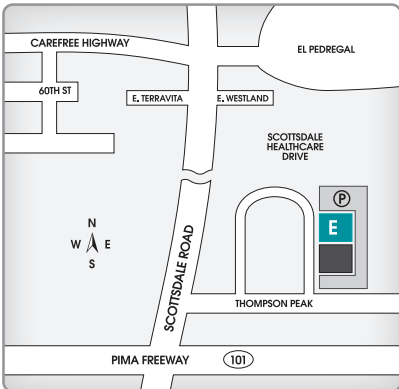 CAREFREE HIGHWAY
EL PEDREGAL
60TH ST
E. TERRAVITA
E. WESTLAND
SCOTTSDALE
HEALTHCARE
DRIVE
P
E
N
W E
S
SCOTTSDALE ROAD
THOMPSON PEAK
PIMA FREEWAY 101